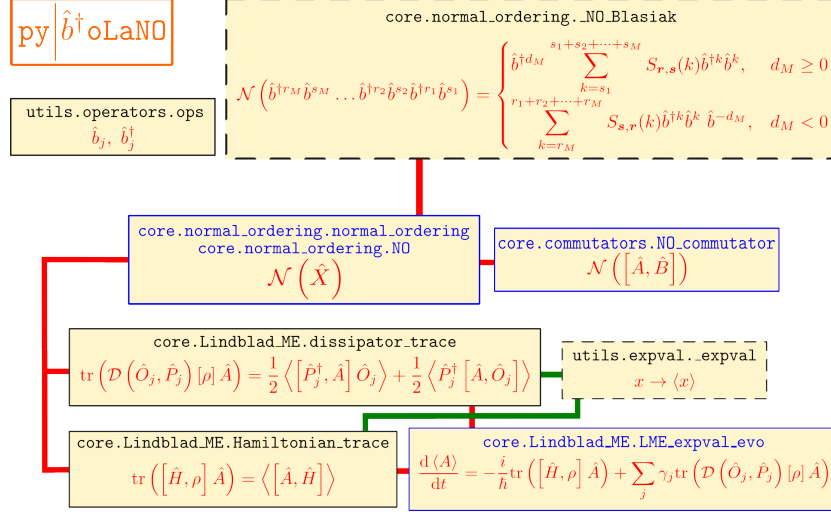 py|b̂†oLaNO
core.normal_ordering._NO_Blasiak
𝒩(b̂^{†r_M} b̂^{s_M} … b̂^{†r_2} b̂^{s_2} b̂^{†r_1} b̂^{s_1}) = { b̂^{†d_M} ∑_{k=s_1}^{s_1+s_2+⋯+s_M} S_{r,s}(k) b̂^{†k} b̂^k, d_M ≥ 0
∑_{k=r_M}^{r_1+r_2+⋯+r_M} S_{s,r}(k) b̂^{†k} b̂^k b̂^{-d_M}, d_M < 0
utils.operators.ops
b̂_j, b̂_j^†
core.normal_ordering.normal_ordering
core.normal_ordering.NO
𝒩(X̂)
core.commutators.NO_commutator
𝒩([Â, B̂])
core.Lindblad_ME.dissipator_trace
tr(𝒟(Ô_j, P̂_j)[ρ] Â) = 1/2 ⟨[P̂_j^†, Â] Ô_j⟩ + 1/2 ⟨P̂_j^† [Â, Ô_j]⟩
utils.expval._expval
x → ⟨x⟩
core.Lindblad_ME.Hamiltonian_trace
tr([Ĥ, ρ] Â) = ⟨[Â, Ĥ]⟩
core.Lindblad_ME.LME_expval_evo
d⟨A⟩/dt = −i/ħ tr([Ĥ, ρ] Â) + ∑_j γ_j tr(𝒟(Ô_j, P̂_j)[ρ] Â)